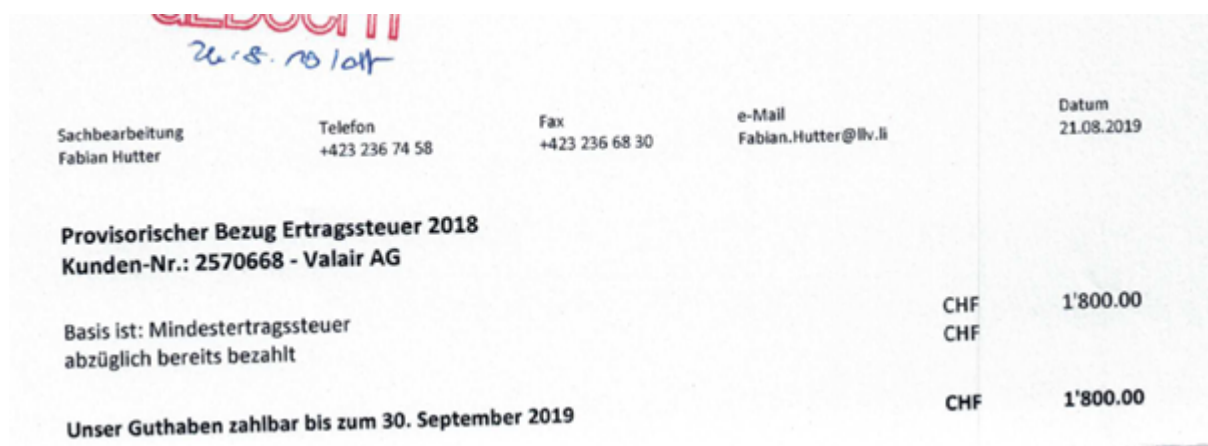 GEBUCHT
Sachbearbeitung
Fabian Hutter
Telefon
+423 236 74 58
Fax
+423 236 68 30
e-Mail
Fabian.Hutter@llv.li
Datum
21.08.2019
Provisorischer Bezug Ertragssteuer 2018
Kunden-Nr.: 2570668 - Valair AG
Basis ist: Mindestertragssteuer CHF 1'800.00
abzüglich bereits bezahlt CHF
Unser Guthaben zahlbar bis zum 30. September 2019 CHF 1'800.00